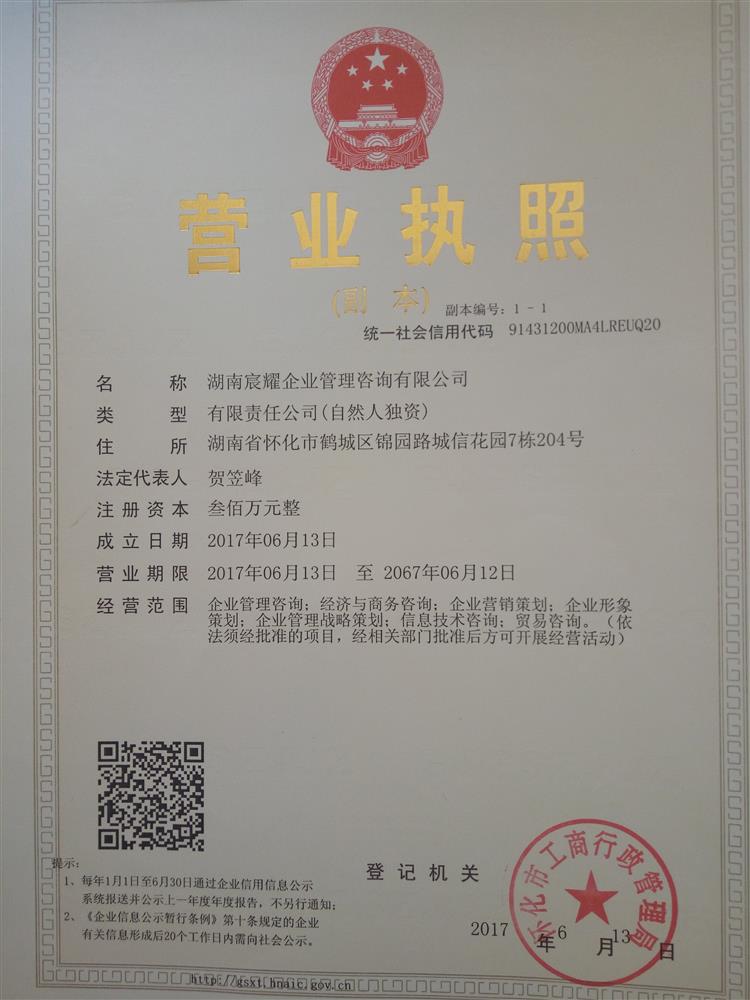 营业执照
(副 本) 副本编号：1 - 1
统一社会信用代码 91431200MA4LREUQ20
名 称 湖南宸耀企业管理咨询有限公司
类 型 有限责任公司(自然人独资)
住 所 湖南省怀化市鹤城区锦园路城信花园7栋204号
法定代表人 贺笠峰
注册资本 叁佰万元整
成立日期 2017年06月13日
营业期限 2017年06月13日 至 2067年06月12日
经营范围 企业管理咨询；经济与商务咨询；企业营销策划；企业形象
策划；企业管理战略策划；信息技术咨询；贸易咨询。（依
法须经批准的项目，经相关部门批准后方可开展经营活动）
提示：
1、每年1月1日至6月30日通过企业信用信息公示
系统报送并公示上一年度年度报告，不另行通知；
2、《企业信息公示暂行条例》第十条规定的企业
有关信息形成后20个工作日内需向社会公示。
登记机关
怀化市工商行政管理局
2017 年 6 月 13 日
http://gsxt.hnaic.gov.cn